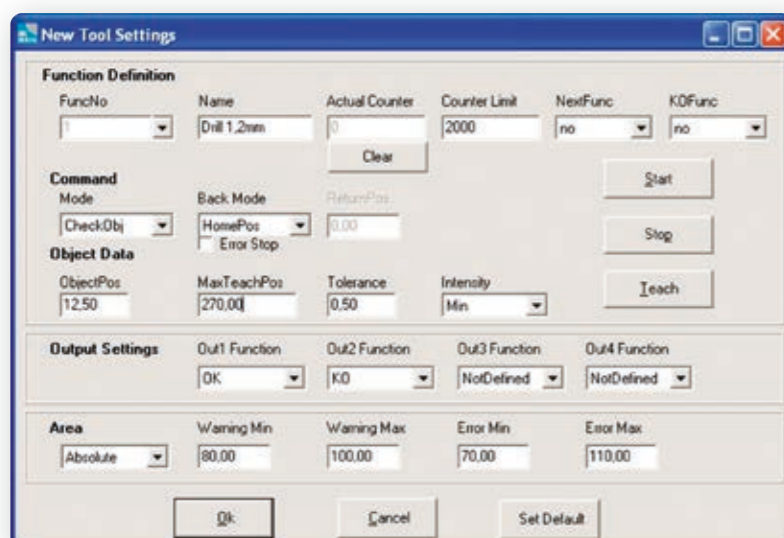 New Tool Settings
Function Definition
FuncNo Name Actual Counter Counter Limit NextFunc KOFunc
1 Drill 1,2mm 0 2000 no no
Clear
Command
Start
Mode Back Mode ReturnPos
CheckObj HomePos 0,00
Error Stop
Stop
Object Data
ObjectPos MaxTeachPos Tolerance Intensity
Teach
12,50 270,00 0,50 Min
Output Settings Out1 Function Out2 Function Out3 Function Out4 Function
OK KO NotDefined NotDefined
Area Warning Min Warning Max Error Min Error Max
Absolute 80,00 100,00 70,00 110,00
Ok Cancel Set Default